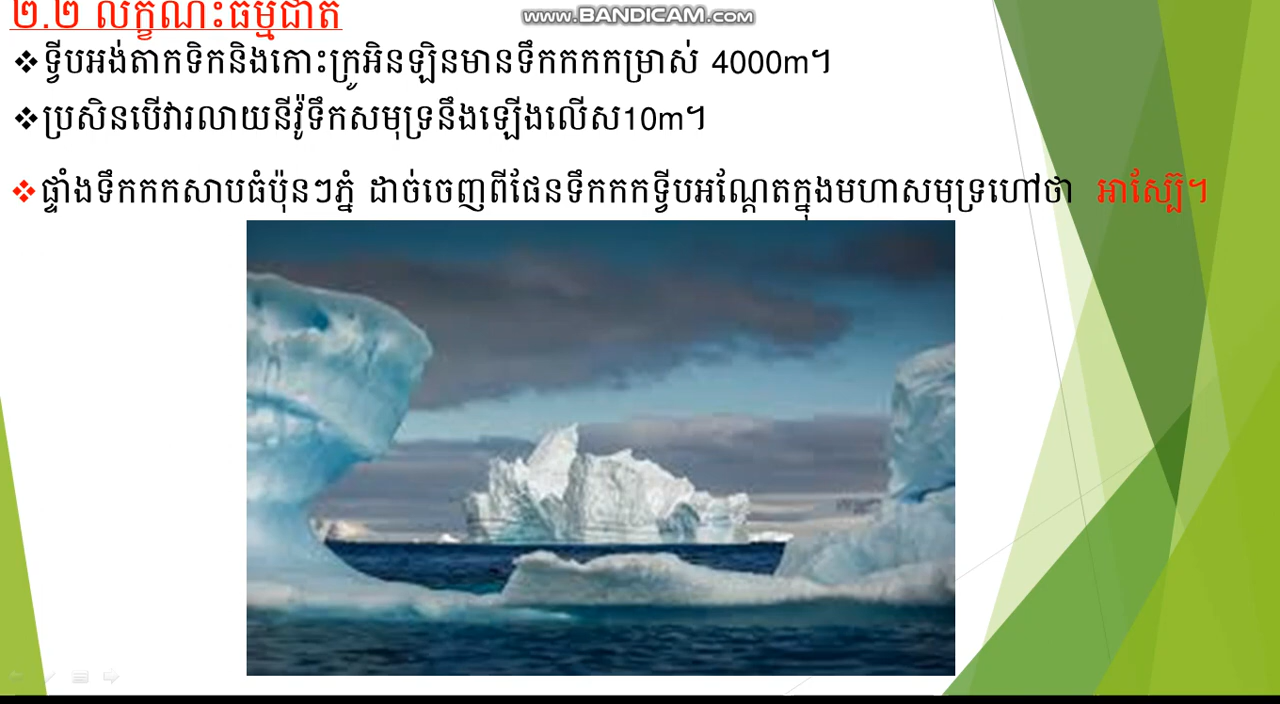 www.BANDICAM.com
២.២ លក្ខណះធម្មជាតិ
❖ទ្វីបអង់តាកទិកនិងកោះក្រូអិនឡិនមានទឹកកកកម្រាស់ 4000m។
❖ប្រសិនបើវារលាយនីវ៉ូទឹកសមុទ្រនឹងឡើងលើស10m។
❖ផ្ទាំងទឹកកកសាបធំប៉ុនៗភ្នំ ដាច់ចេញពីផែនទឹកកកទ្វីបអណ្តែតក្នុងមហាសមុទ្រហៅថា អាស្ប៊ែ។